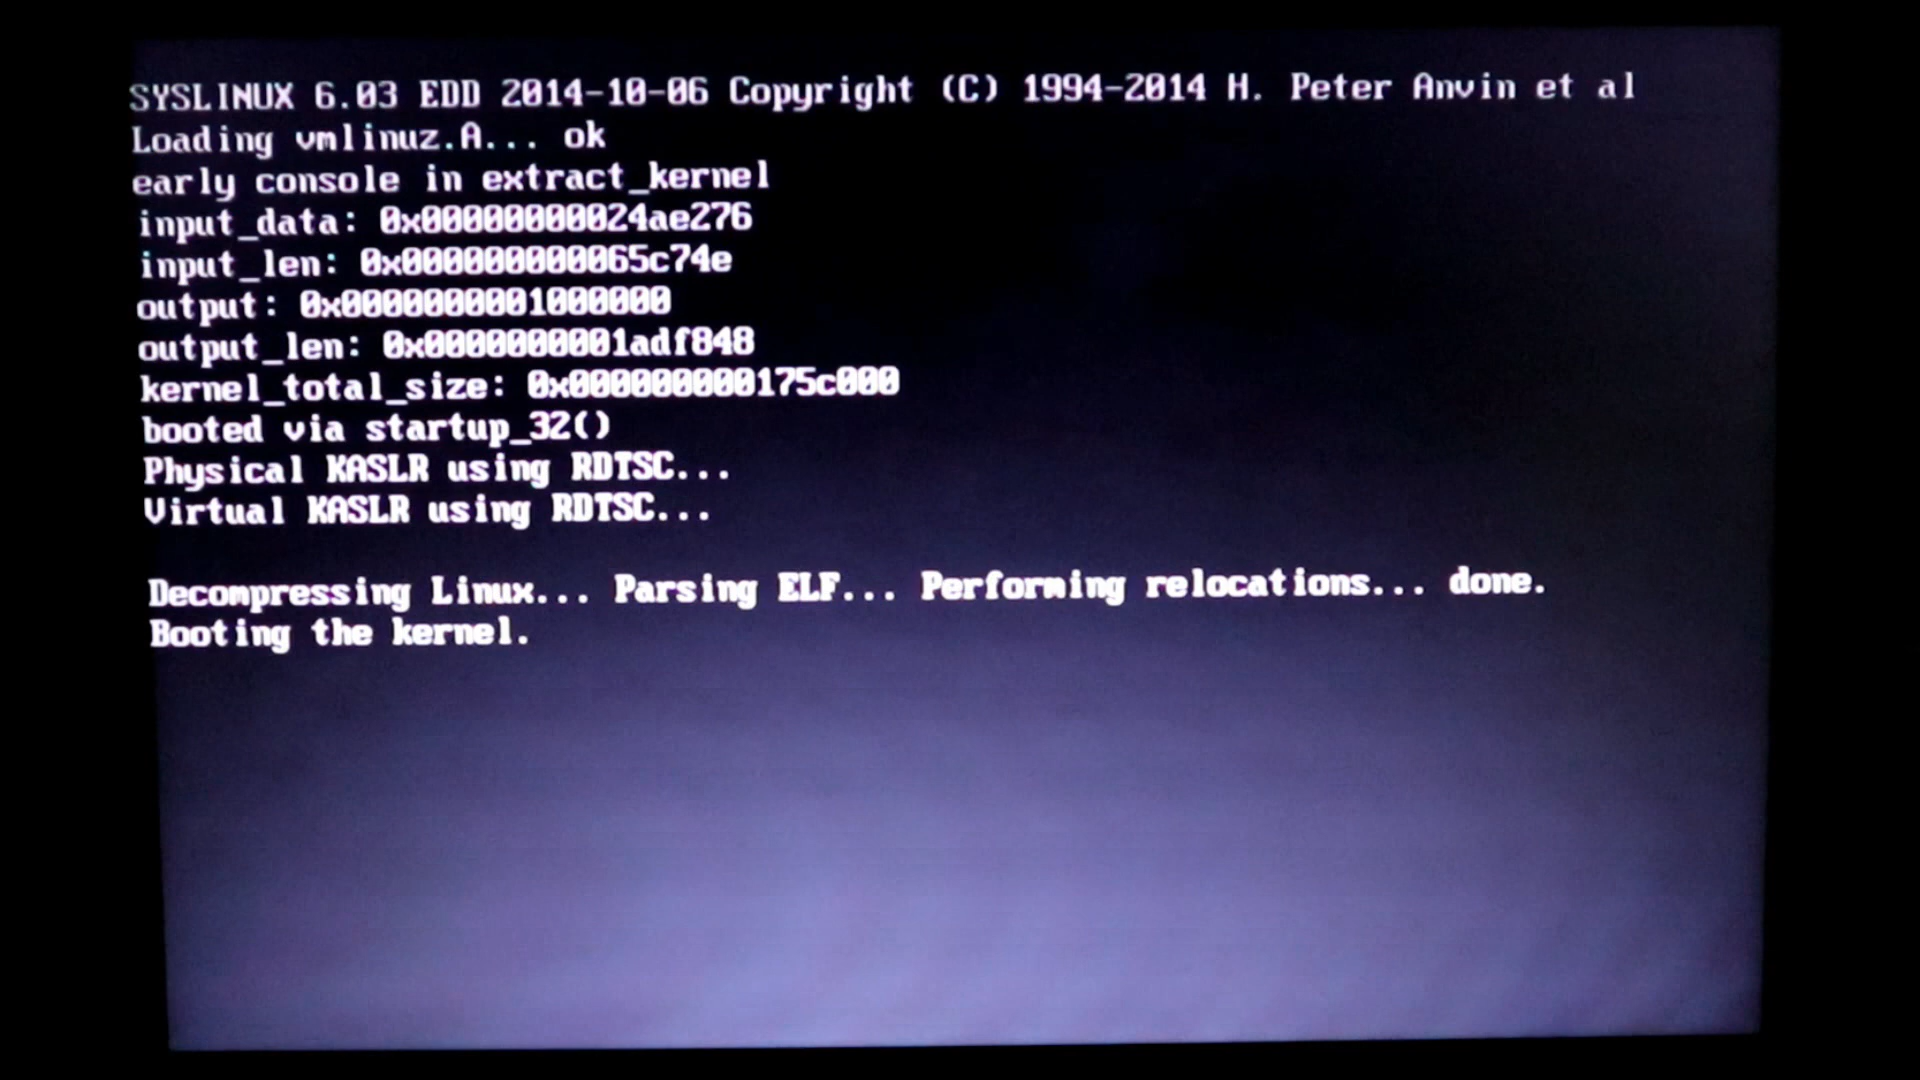 SYSLINUX 6.03 EDD 2014-10-06 Copyright (C) 1994-2014 H. Peter Anvin et al
Loading vmlinuz.A... ok
early console in extract_kernel
input_data: 0x00000000024ae276
input_len: 0x000000000065c74e
output: 0x0000000001000000
output_len: 0x0000000001adf848
kernel_total_size: 0x000000000175c000
booted via startup_32()
Physical KASLR using RDTSC...
Virtual KASLR using RDTSC...
Decompressing Linux... Parsing ELF... Performing relocations... done.
Booting the kernel.